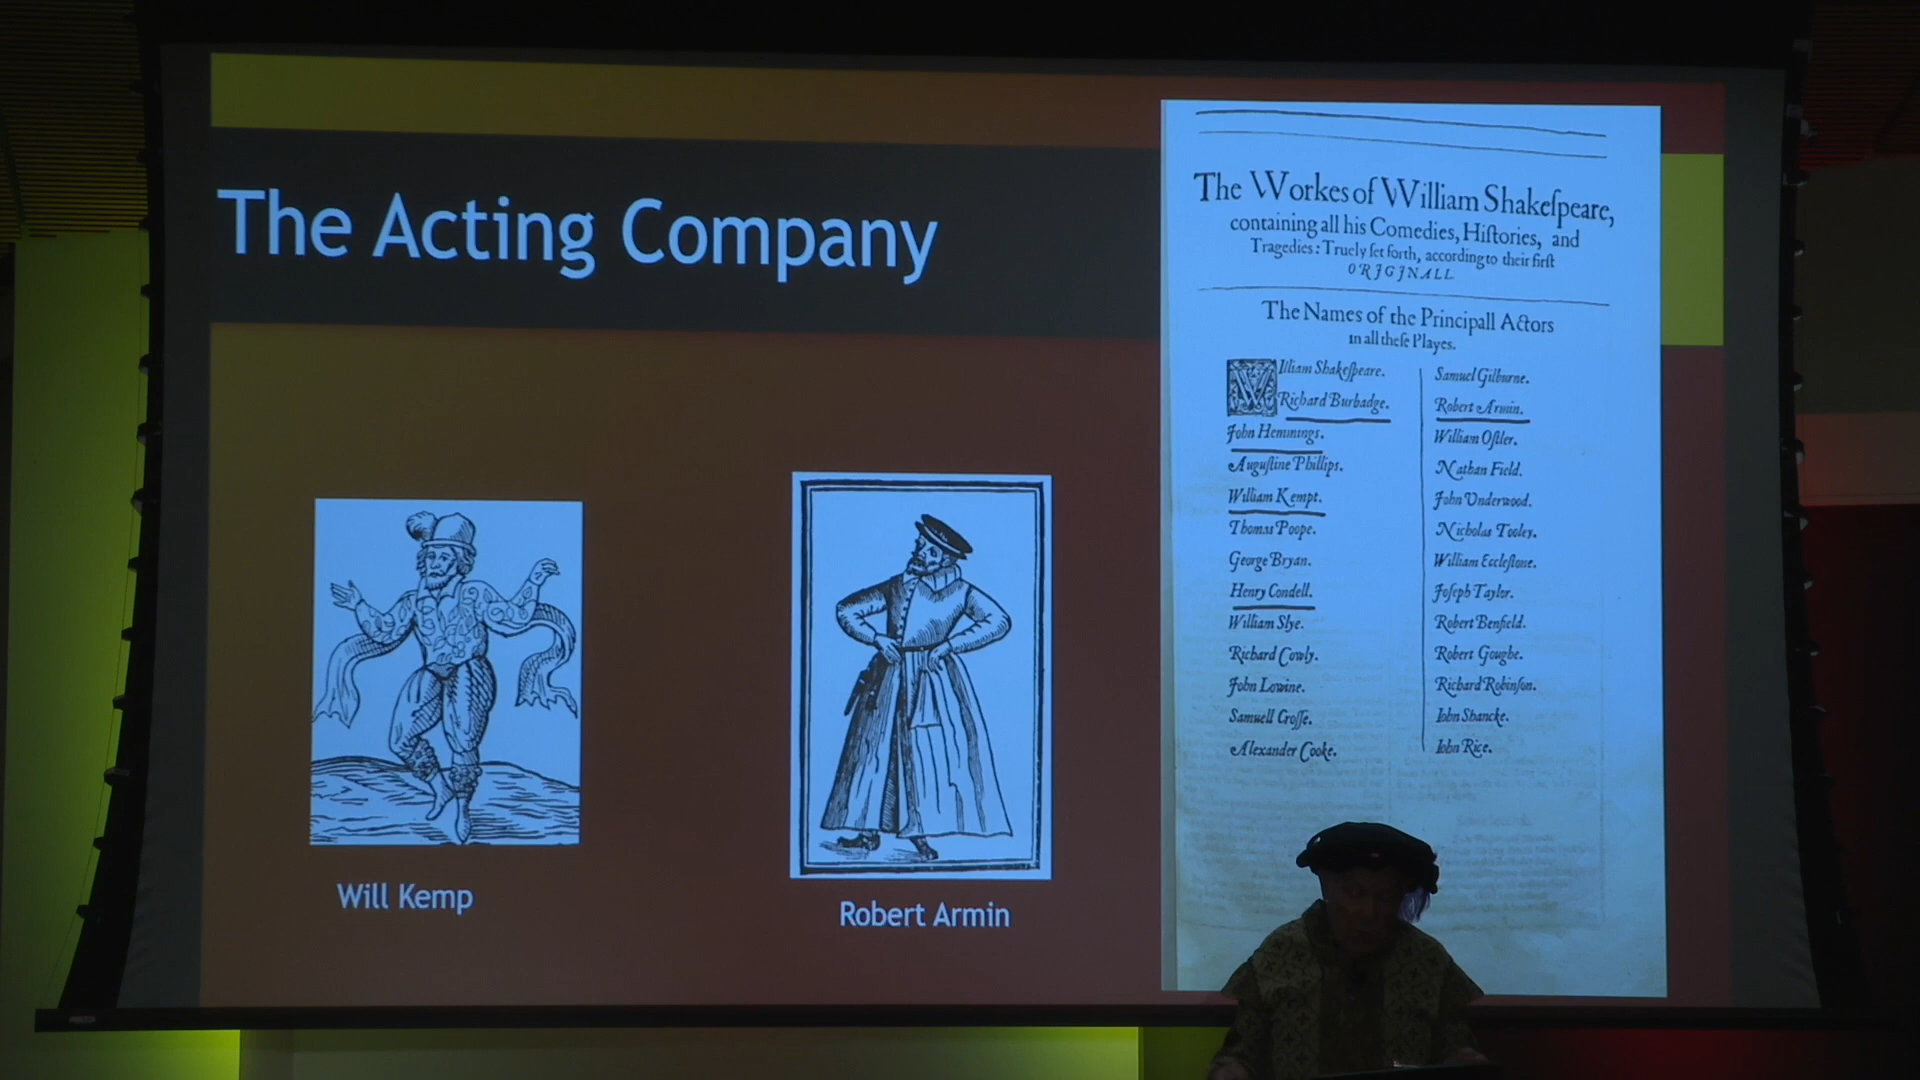 The Acting Company
Will Kemp
Robert Armin
The Workes of William Shakeſpeare,
containing all his Comedies, Hiſtories, and
Tragedies: Truely ſet forth, according to their firſt
ORJGJNALL
The Names of the Principall Actors
in all theſe Playes.
William Shakeſpeare.
Richard Burbadge.
John Hemmings.
Auguſtine Phillips.
William Kempt.
Thomas Poope.
George Bryan.
Henry Condell.
William Slye.
Richard Cowly.
John Lowine.
Samuell Croſſe.
Alexander Cooke.
Samuel Gilburne.
Robert Armin.
William Oſtler.
Nathan Field.
John Underwood.
Nicholas Tooley.
William Eccleſtone.
Joſeph Taylor.
Robert Benfield.
Robert Goughe.
Richard Robinſon.
Iohn Shancke.
Iohn Rice.